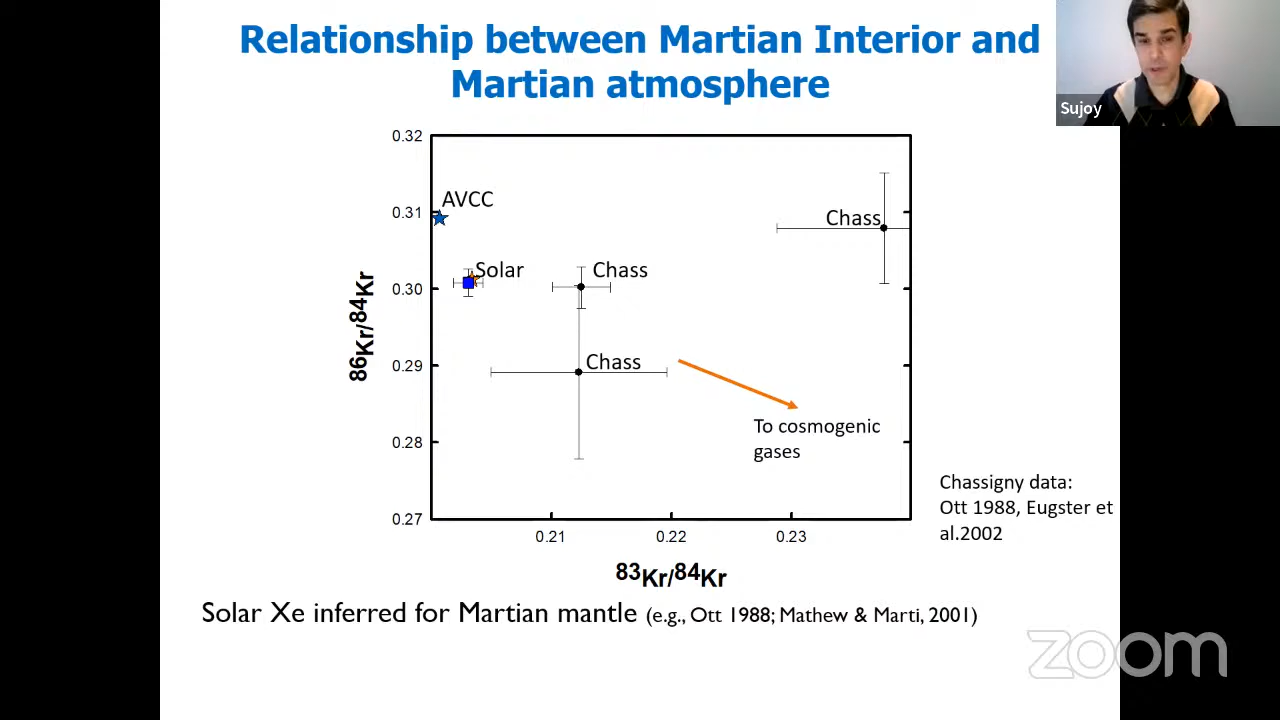 Relationship between Martian Interior and
Martian atmosphere
Sujoy
0.32
0.31
0.30
0.29
0.28
0.27
86Kr/84Kr
AVCC
Solar
Chass
Chass
Chass
To cosmogenic
gases
0.21
0.22
0.23
83Kr/84Kr
Chassigny data:
Ott 1988, Eugster et
al.2002
Solar Xe inferred for Martian mantle (e.g., Ott 1988; Mathew & Marti, 2001)
zoom